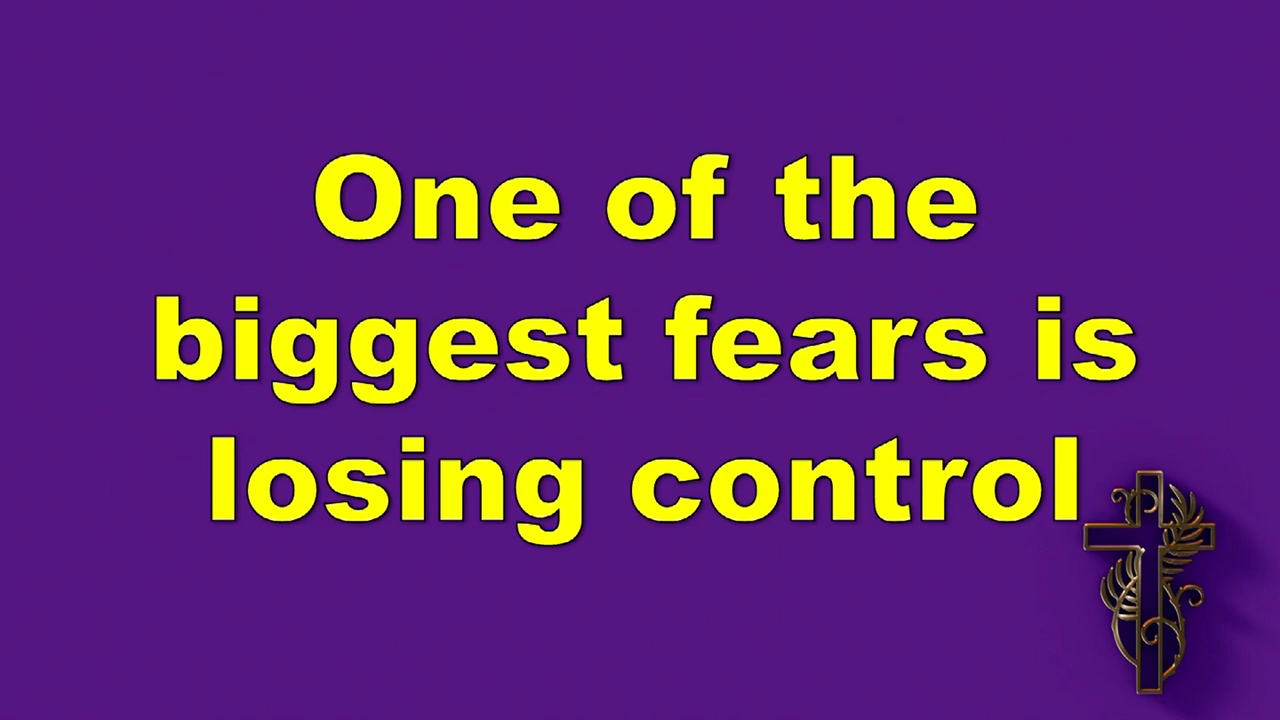 One of the
biggest fears is
losing control